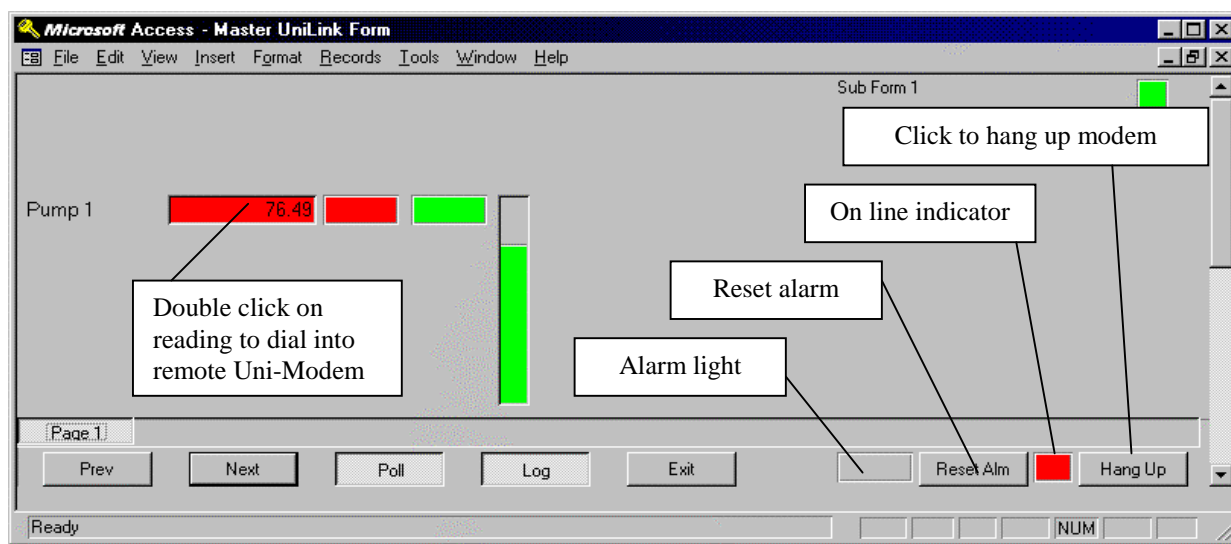 Microsoft Access - Master UniLink Form
File Edit View Insert Format Records Tools Window Help
Sub Form 1
Click to hang up modem
Pump 1 76.49
On line indicator
Double click on
reading to dial into
remote Uni-Modem
Reset alarm
Alarm light
Page 1
Prev Next Poll Log Exit Reset Alm Hang Up
Ready NUM